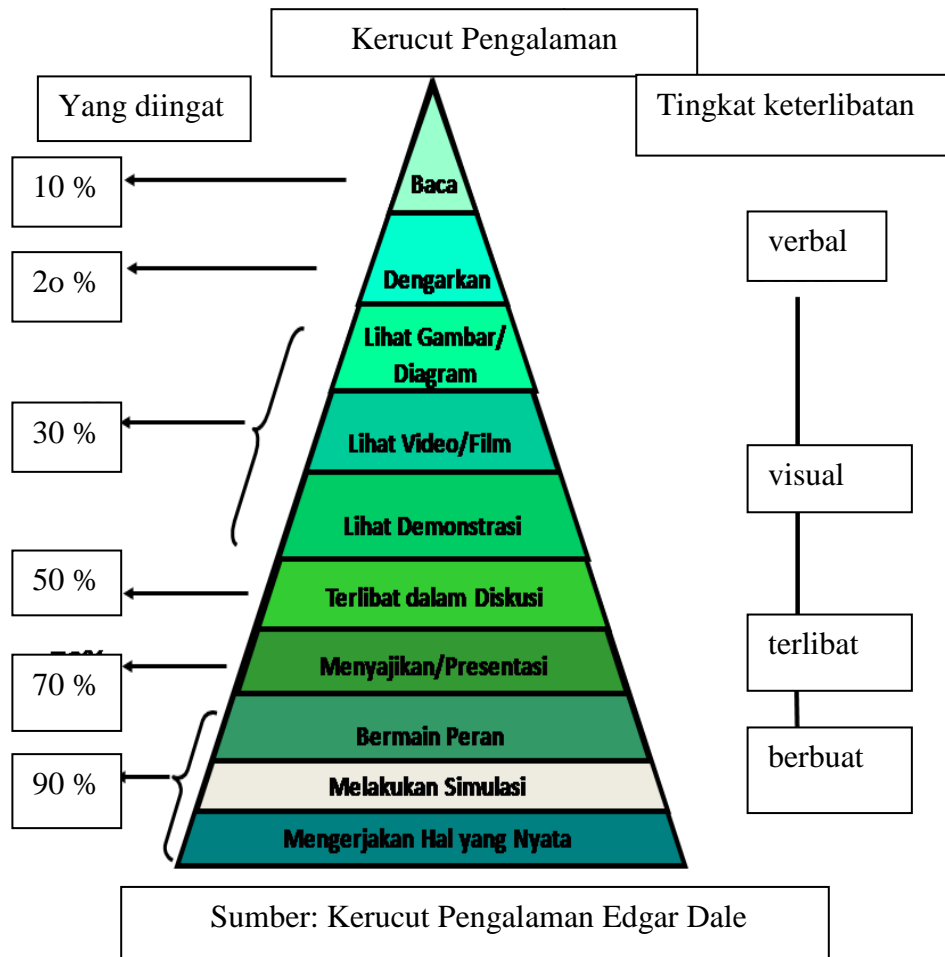 Kerucut Pengalaman
Yang diingat
Tingkat keterlibatan
10 %
Baca
verbal
2o %
Dengarkan
Lihat Gambar/
Diagram
30 %
Lihat Video/Film
visual
Lihat Demonstrasi
50 %
Terlibat dalam Diskusi
terlibat
70 %
Menyajikan/Presentasi
Bermain Peran
berbuat
90 %
Melakukan Simulasi
Mengerjakan Hal yang Nyata
Sumber: Kerucut Pengalaman Edgar Dale